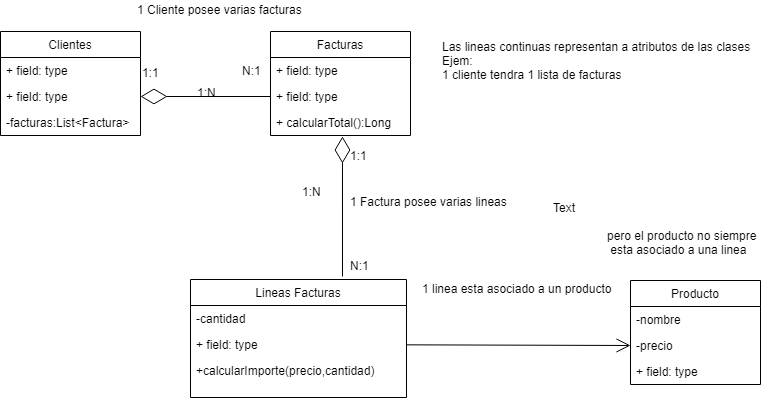 1 Cliente posee varias facturas
Clientes
+ field: type
+ field: type
-facturas:List<Factura>
1:1
1:N
N:1
Facturas
+ field: type
+ field: type
+ calcularTotal():Long
Las lineas continuas representan a atributos de las clases
Ejem:
1 cliente tendra 1 lista de facturas
1:1
1:N
1 Factura posee varias lineas
Text
N:1
pero el producto no siempre
esta asociado a una linea
Lineas Facturas
-cantidad
+ field: type
+calcularImporte(precio,cantidad)
1 linea esta asociado a un producto
Producto
-nombre
-precio
+ field: type